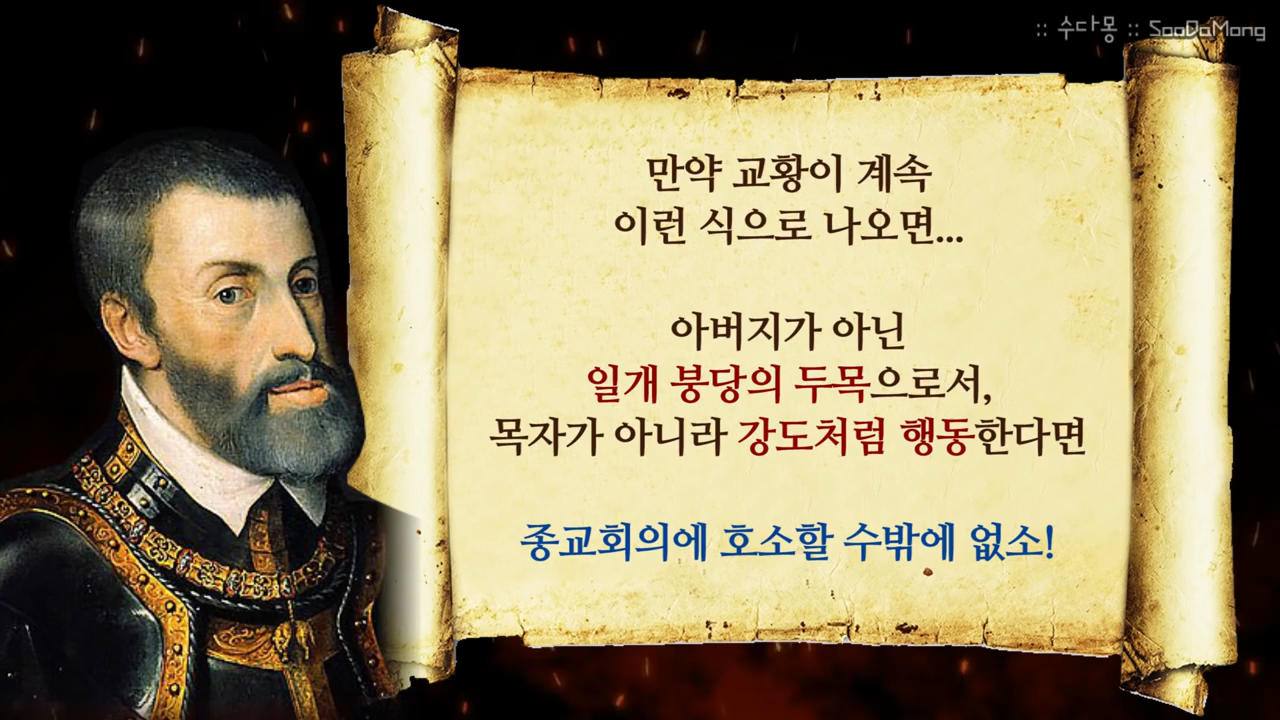 :: 수다몽 :: SooDaMong
만약 교황이 계속
이런 식으로 나오면...
아버지가 아닌
일개 붕당의 두목으로서,
목자가 아니라 강도처럼 행동한다면
종교회의에 호소할 수밖에 없소!